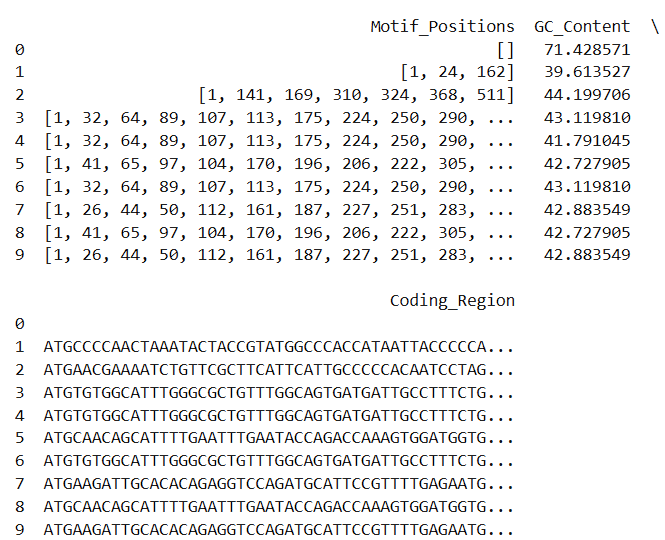 Motif_Positions GC_Content \
0 [] 71.428571
1 [1, 24, 162] 39.613527
2 [1, 141, 169, 310, 324, 368, 511] 44.199706
3 [1, 32, 64, 89, 107, 113, 175, 224, 250, 290, ... 43.119810
4 [1, 32, 64, 89, 107, 113, 175, 224, 250, 290, ... 41.791045
5 [1, 41, 65, 97, 104, 170, 196, 206, 222, 305, ... 42.727905
6 [1, 32, 64, 89, 107, 113, 175, 224, 250, 290, ... 43.119810
7 [1, 26, 44, 50, 112, 161, 187, 227, 251, 283, ... 42.883549
8 [1, 41, 65, 97, 104, 170, 196, 206, 222, 305, ... 42.727905
9 [1, 26, 44, 50, 112, 161, 187, 227, 251, 283, ... 42.883549
Coding_Region
0
1 ATGCCCCAACTAAATACTACCGTATGGCCCACCATAATTACCCCCA...
2 ATGAACGAAAATCTGTTCGCTTCATTCATTGCCCCCACAATCCTAG...
3 ATGTGTGGCATTTGGGCGCTGTTTGGCAGTGATGATTGCCTTTCTG...
4 ATGTGTGGCATTTGGGCGCTGTTTGGCAGTGATGATTGCCTTTCTG...
5 ATGCAACAGCATTTTGAATTTGAATACCAGACCAAAGTGGATGGTG...
6 ATGTGTGGCATTTGGGCGCTGTTTGGCAGTGATGATTGCCTTTCTG...
7 ATGAAGATTGCACACAGAGGTCCAGATGCATTCCGTTTTGAGAATG...
8 ATGCAACAGCATTTTGAATTTGAATACCAGACCAAAGTGGATGGTG...
9 ATGAAGATTGCACACAGAGGTCCAGATGCATTCCGTTTTGAGAATG...